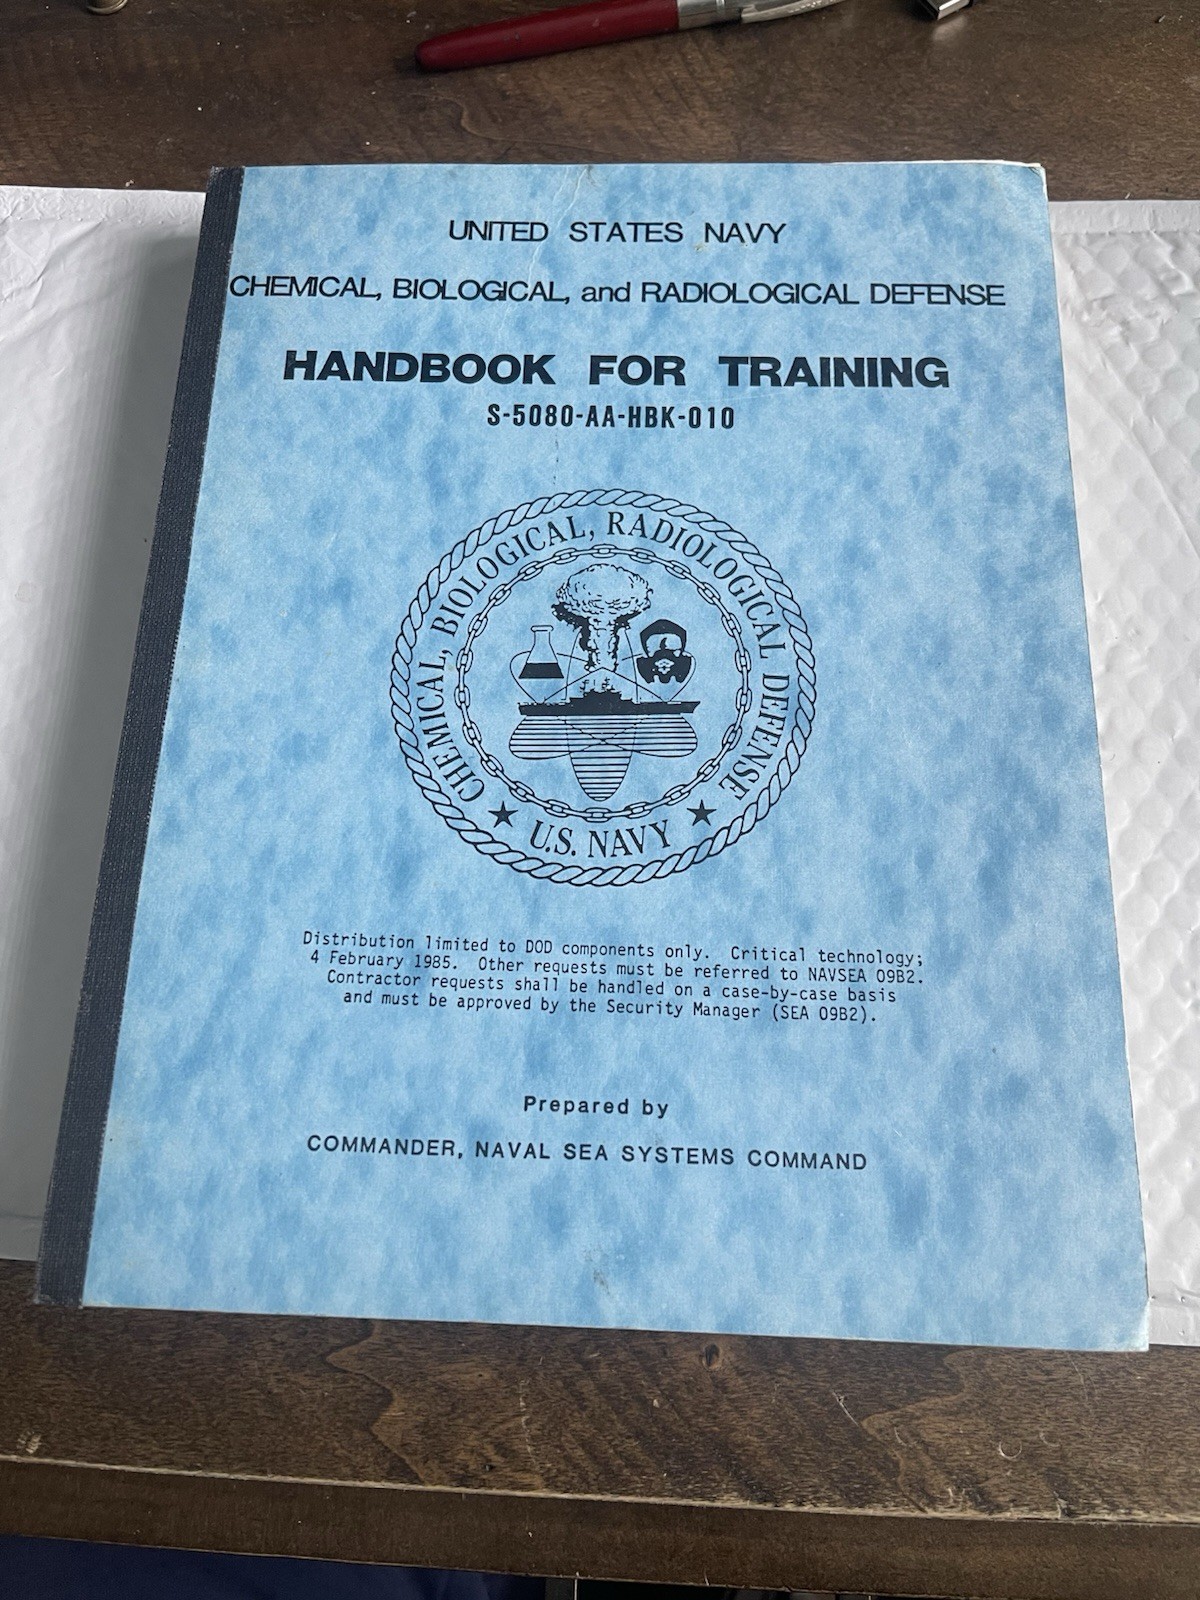 UNITED STATES NAVY
CHEMICAL, BIOLOGICAL, and RADIOLOGICAL DEFENSE
HANDBOOK FOR TRAINING
S-5080-AA-HBK-010
CHEMICAL, BIOLOGICAL, RADIOLOGICAL DEFENSE
★ U.S. NAVY ★
Distribution limited to DOD components only. Critical technology;
4 February 1985. Other requests must be referred to NAVSEA 09B2.
Contractor requests shall be handled on a case-by-case basis
and must be approved by the Security Manager (SEA 09B2).
Prepared by
COMMANDER, NAVAL SEA SYSTEMS COMMAND